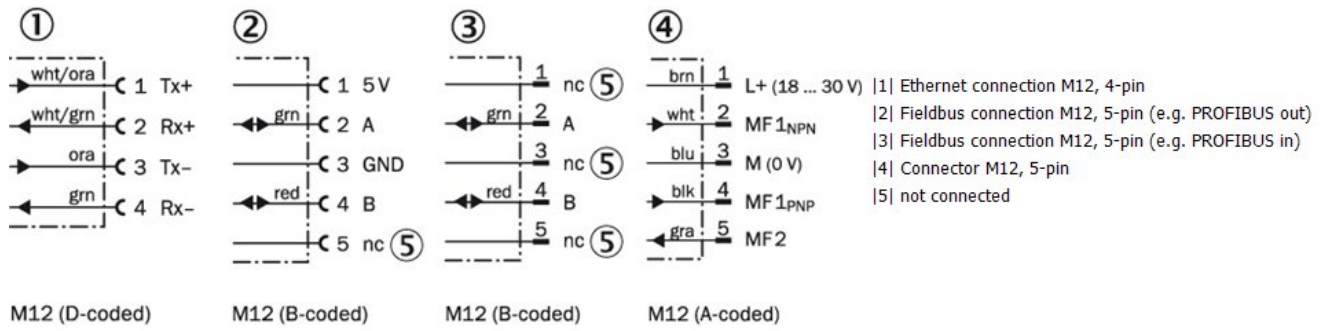 ①
wht/ora 1 Tx+
wht/grn 2 Rx+
ora 3 Tx–
grn 4 Rx–
M12 (D-coded)
②
1 5 V
grn 2 A
3 GND
red 4 B
5 nc ⑤
M12 (B-coded)
③
1 nc ⑤
grn 2 A
3 nc ⑤
red 4 B
5 nc ⑤
M12 (B-coded)
④
brn 1 L+ (18 ... 30 V)
wht 2 MF1NPN
blu 3 M (0 V)
blk 4 MF1PNP
gra 5 MF2
M12 (A-coded)
|1| Ethernet connection M12, 4-pin
|2| Fieldbus connection M12, 5-pin (e.g. PROFIBUS out)
|3| Fieldbus connection M12, 5-pin (e.g. PROFIBUS in)
|4| Connector M12, 5-pin
|5| not connected